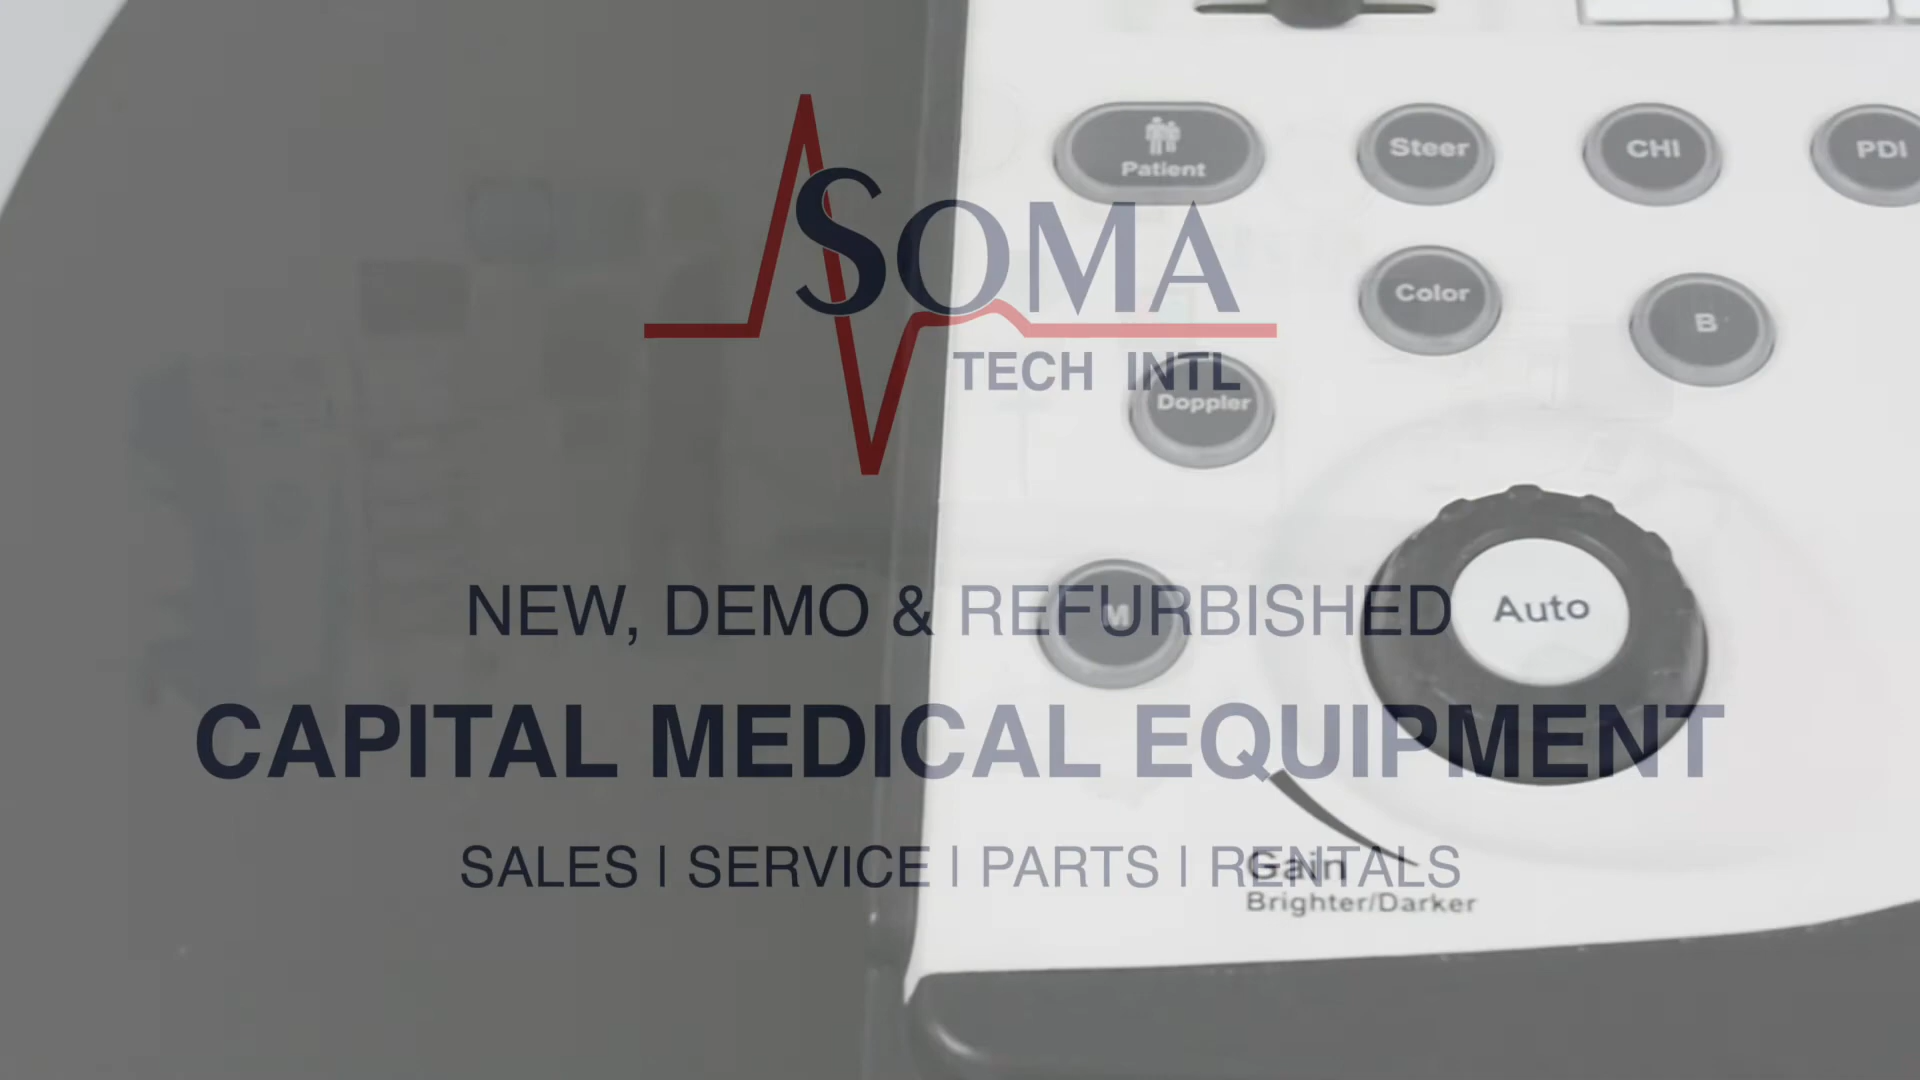 Patient
Steer
CHI
PDI
SOMA
TECH INTL
Color
B
Doppler
NEW, DEMO & REFURBISHED
M
Auto
CAPITAL MEDICAL EQUIPMENT
SALES | SERVICE | PARTS | RENTALS
Gain
Brighter/Darker